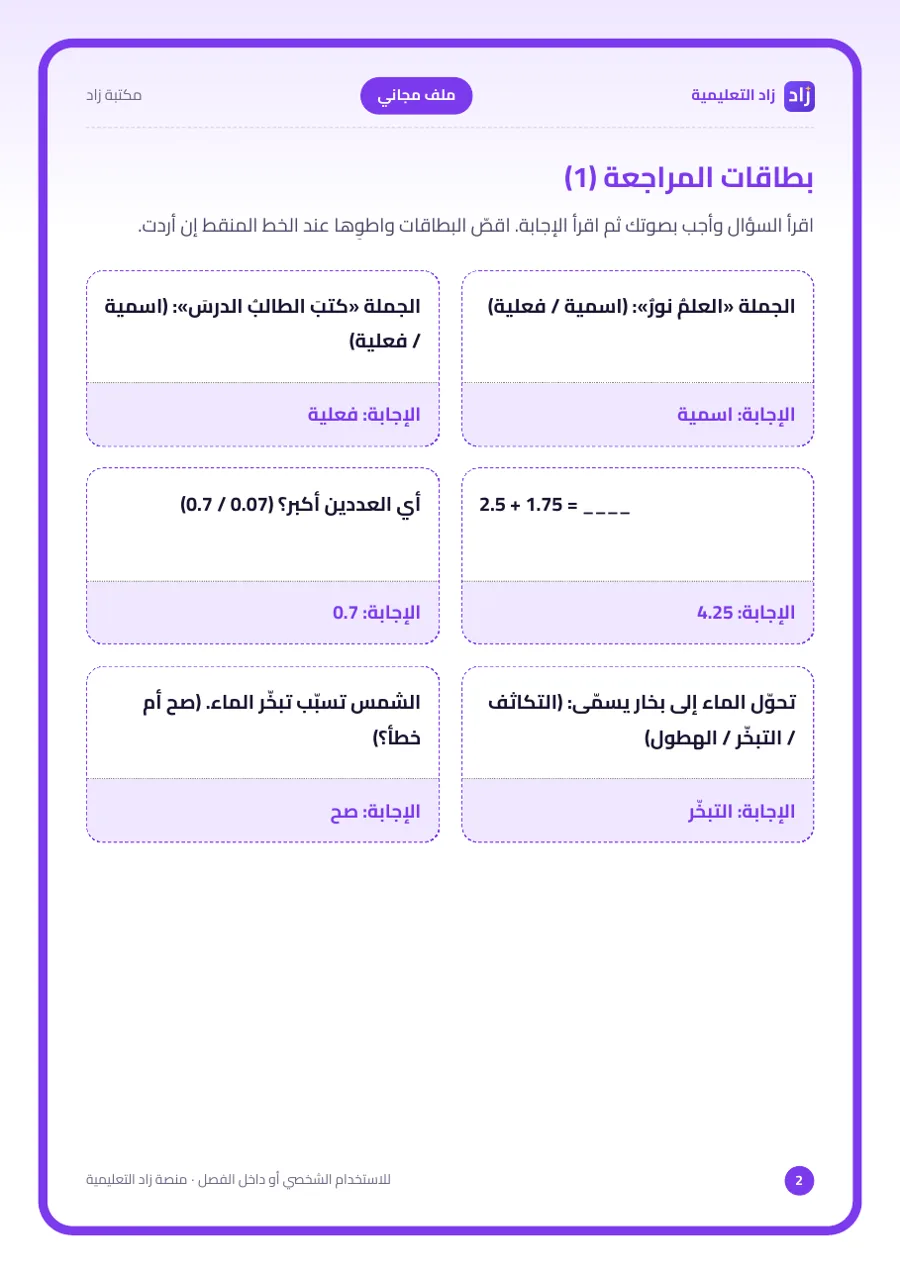 زاد
زاد التعليمية
ملف مجاني
مكتبة زاد
بطاقات المراجعة (1)
اقرأ السؤال وأجب بصوتك ثم اقرأ الإجابة. اقصّ البطاقات واطوِها عند الخط المنقط إن أردت.
الجملة «العلمُ نورٌ»: (اسمية / فعلية)
الإجابة: اسمية
الجملة «كتبَ الطالبُ الدرسَ»: (اسمية
/ فعلية)
الإجابة: فعلية
2.5 + 1.75 = ____
الإجابة: 4.25
أي العددين أكبر؟ (0.07 / 0.7)
الإجابة: 0.7
تحوّل الماء إلى بخار يسمّى: (التكاثف
/ التبخّر / الهطول)
الإجابة: التبخّر
الشمس تسبّب تبخّر الماء. (صح أم
خطأ؟)
الإجابة: صح
2
للاستخدام الشخصي أو داخل الفصل · منصة زاد التعليمية